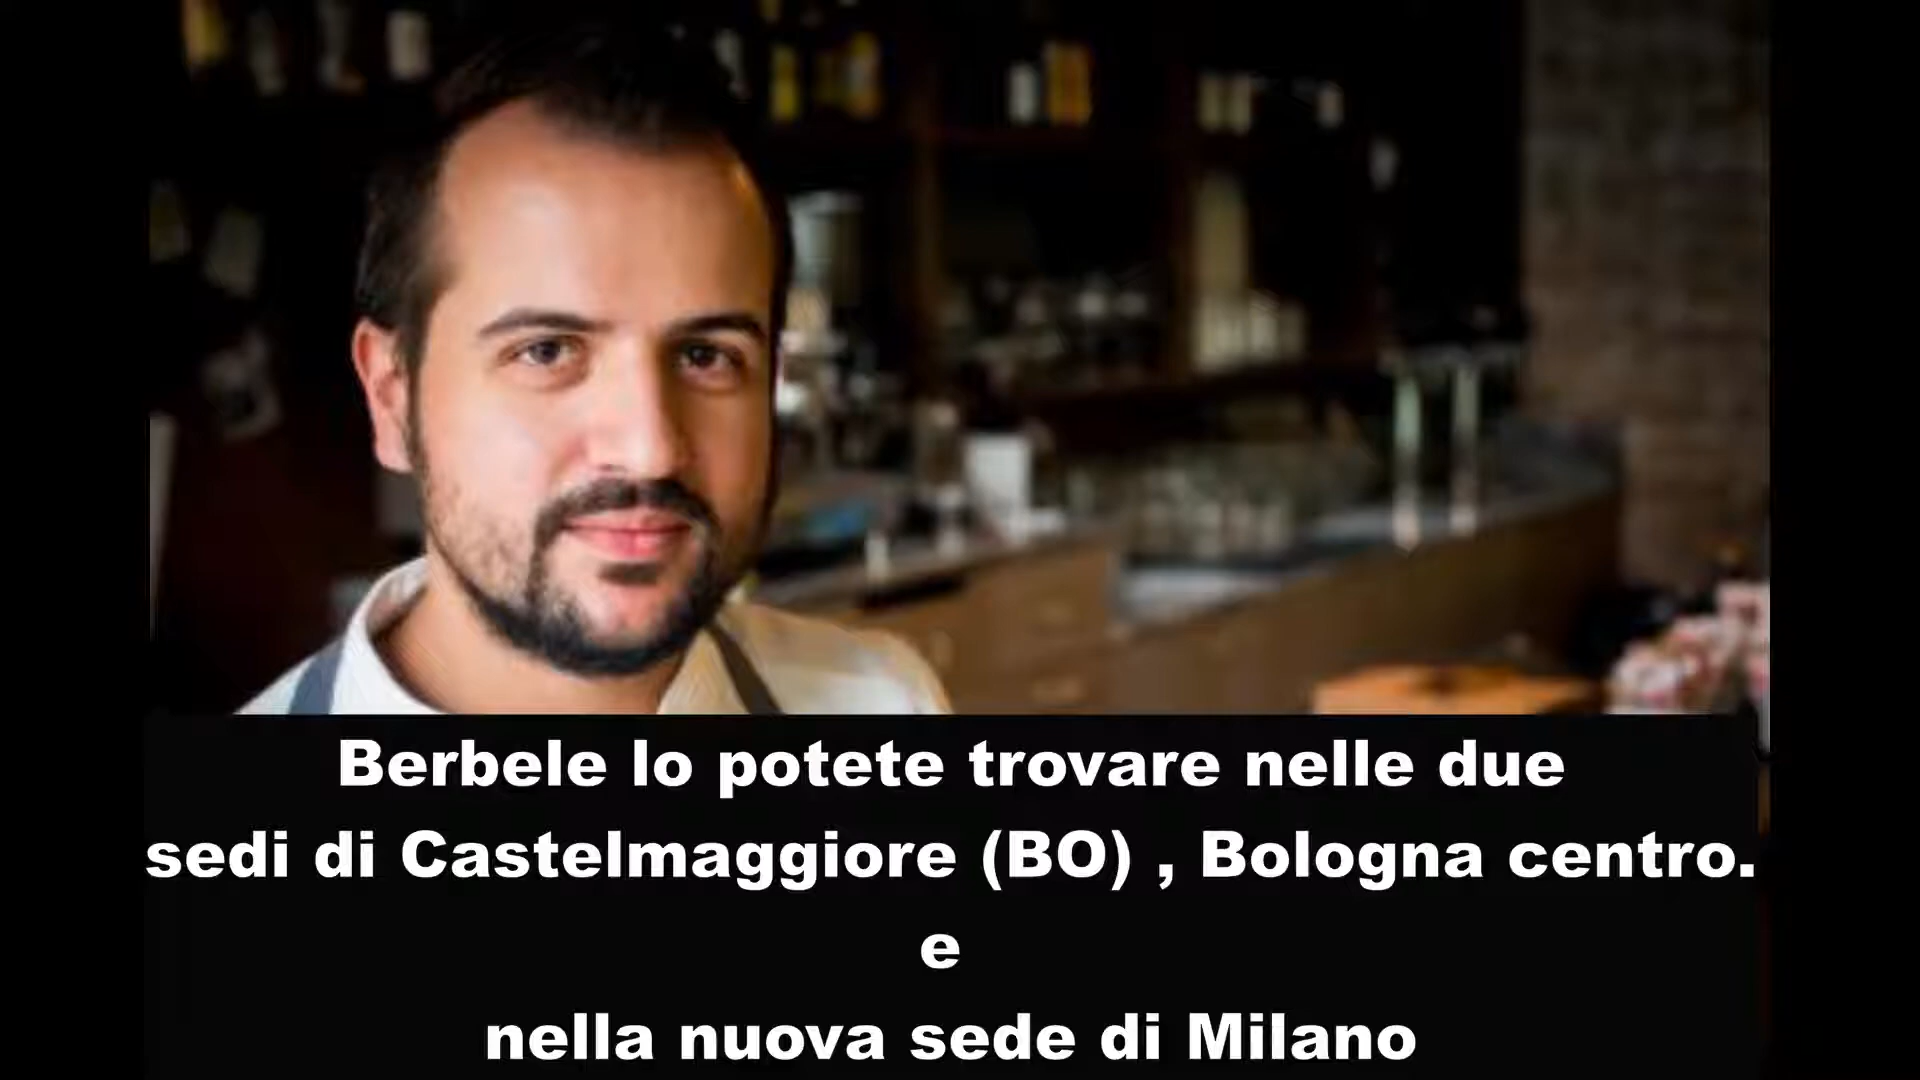 Berbele lo potete trovare nelle due
sedi di Castelmaggiore (BO) , Bologna centro.
e
nella nuova sede di Milano